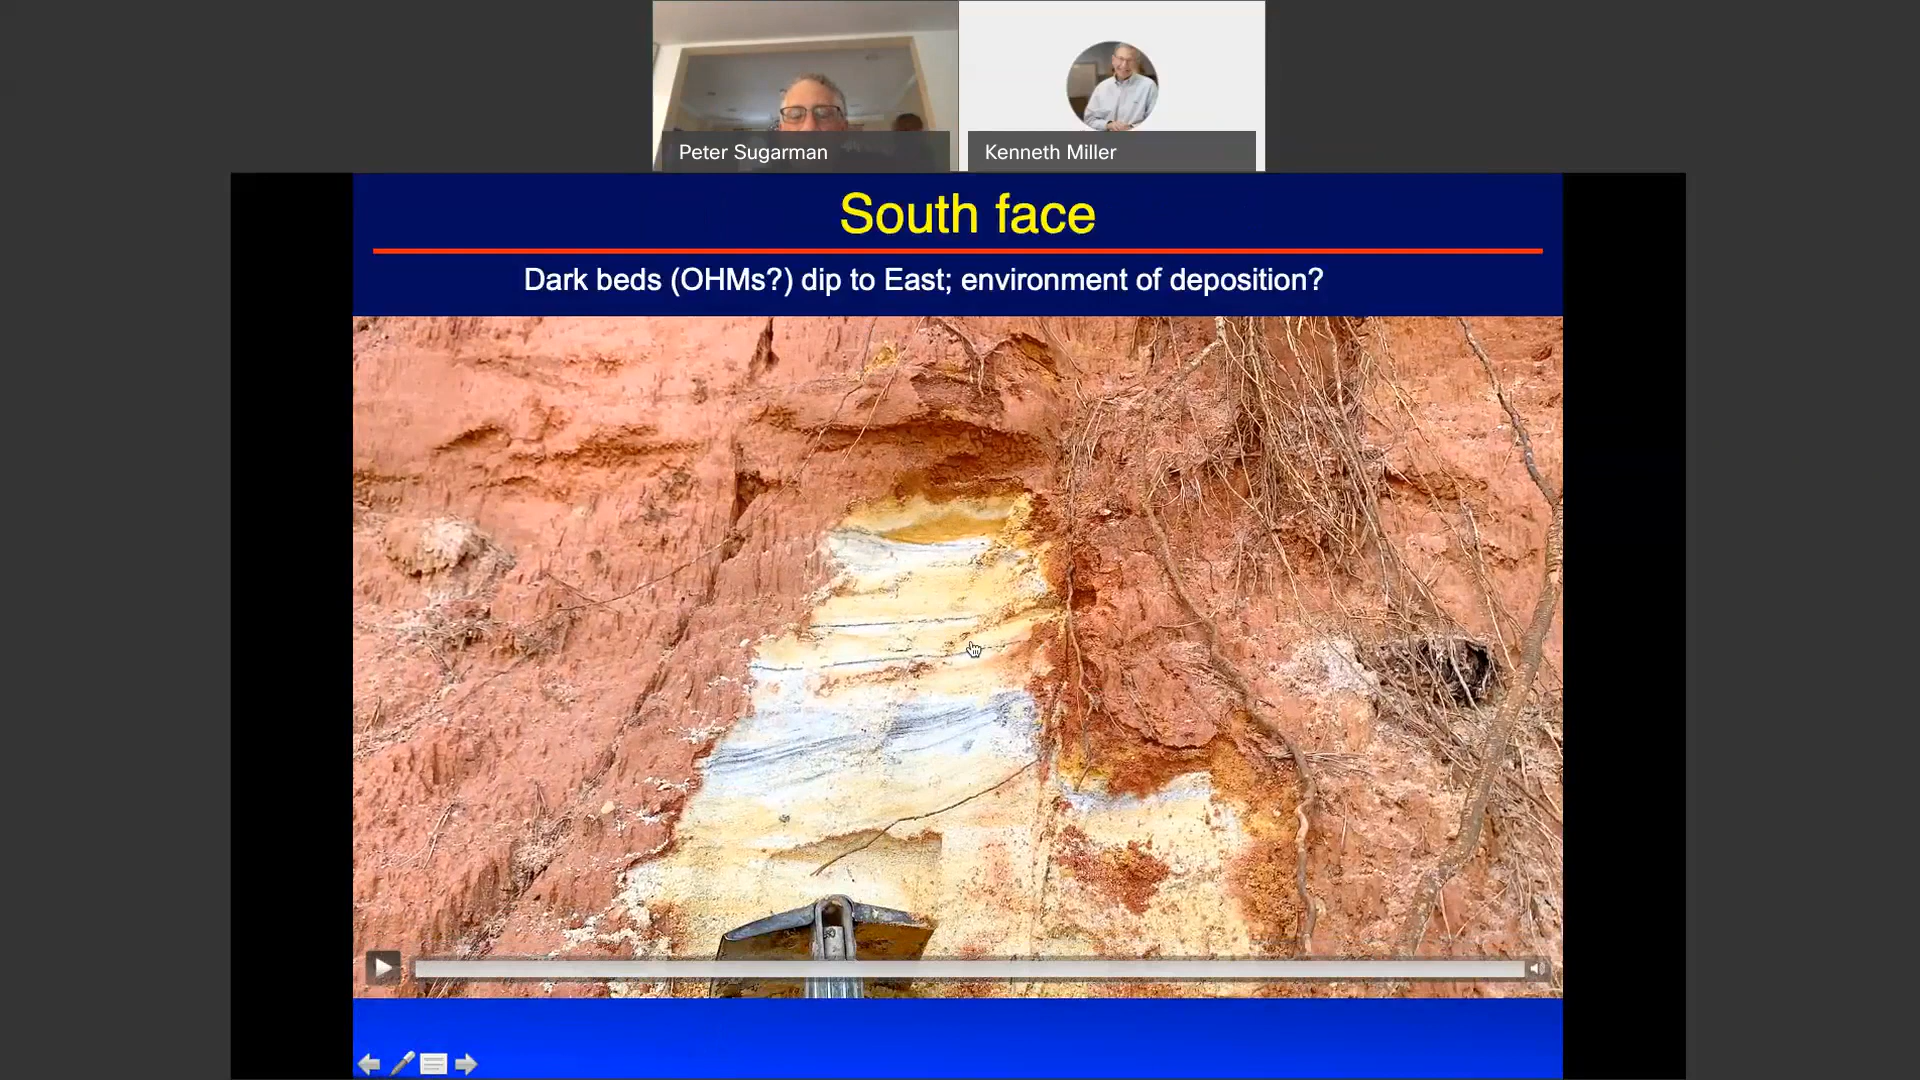 Peter Sugarman
Kenneth Miller
South face
Dark beds (OHMs?) dip to East; environment of deposition?